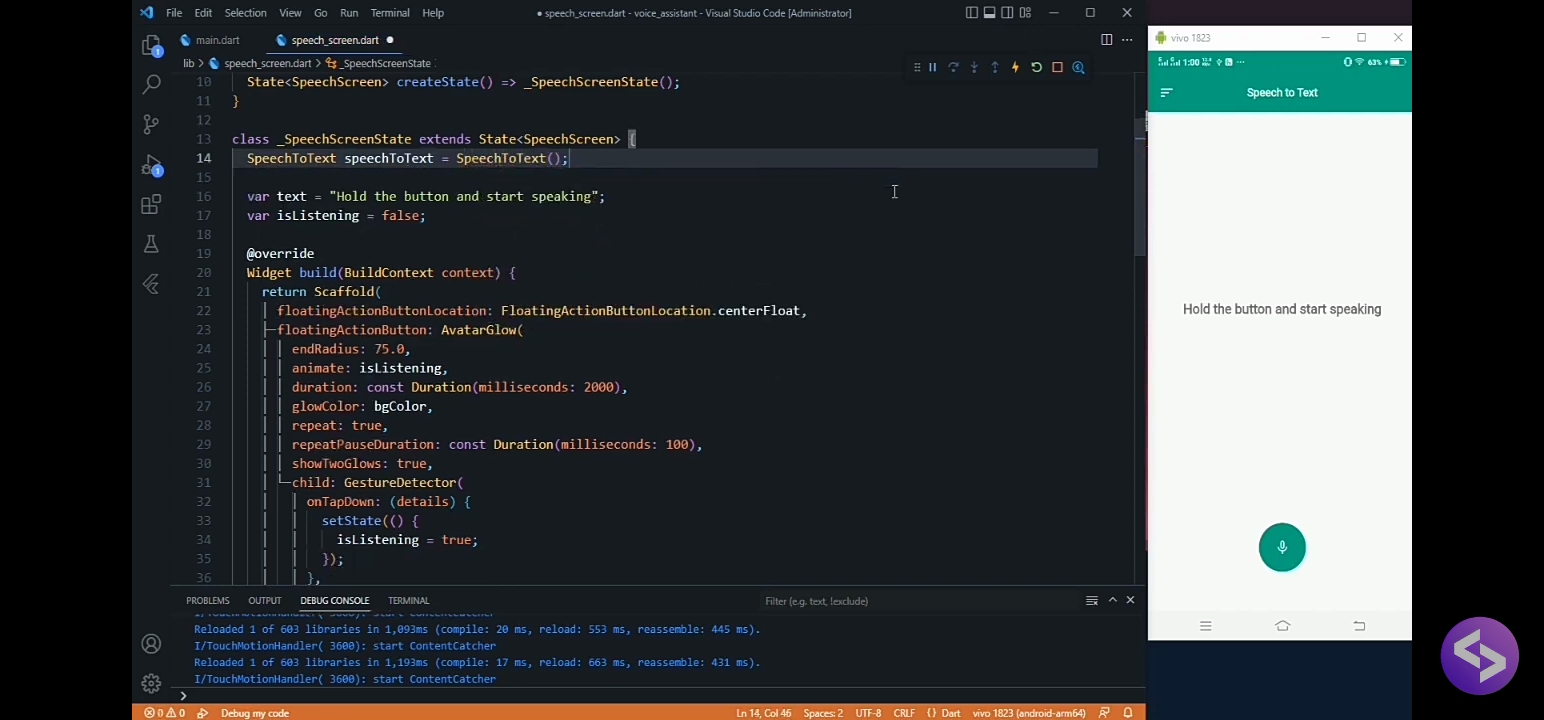 File Edit Selection View Go Run Terminal Help
● speech_screen.dart - voice_assistant - Visual Studio Code [Administrator]
main.dart
speech_screen.dart ●
lib > speech_screen.dart > _SpeechScreenState
10 State<SpeechScreen> createState() => _SpeechScreenState();
11 }
12
13 class _SpeechScreenState extends State<SpeechScreen> {
14 SpeechToText speechToText = SpeechToText();
15
16 var text = "Hold the button and start speaking";
17 var isListening = false;
18
19 @override
20 Widget build(BuildContext context) {
21 return Scaffold(
22 floatingActionButtonLocation: FloatingActionButtonLocation.centerFloat,
23 floatingActionButton: AvatarGlow(
24 endRadius: 75.0,
25 animate: isListening,
26 duration: const Duration(milliseconds: 2000),
27 glowColor: bgColor,
28 repeat: true,
29 repeatPauseDuration: const Duration(milliseconds: 100),
30 showTwoGlows: true,
31 child: GestureDetector(
32 onTapDown: (details) {
33 setState(() {
34 isListening = true;
35 });
36 },
PROBLEMS OUTPUT DEBUG CONSOLE TERMINAL
Filter (e.g. text, !exclude)
I/TouchMotionHandler( 3600): start ContentCatcher
Reloaded 1 of 603 libraries in 1,093ms (compile: 20 ms, reload: 553 ms, reassemble: 445 ms).
I/TouchMotionHandler( 3600): start ContentCatcher
Reloaded 1 of 603 libraries in 1,193ms (compile: 17 ms, reload: 663 ms, reassemble: 431 ms).
I/TouchMotionHandler( 3600): start ContentCatcher
0 0 Debug my code
Ln 14, Col 46 Spaces: 2 UTF-8 CRLF {} Dart vivo 1823 (android-arm64)
vivo 1823
1:00
63%
Speech to Text
Hold the button and start speaking